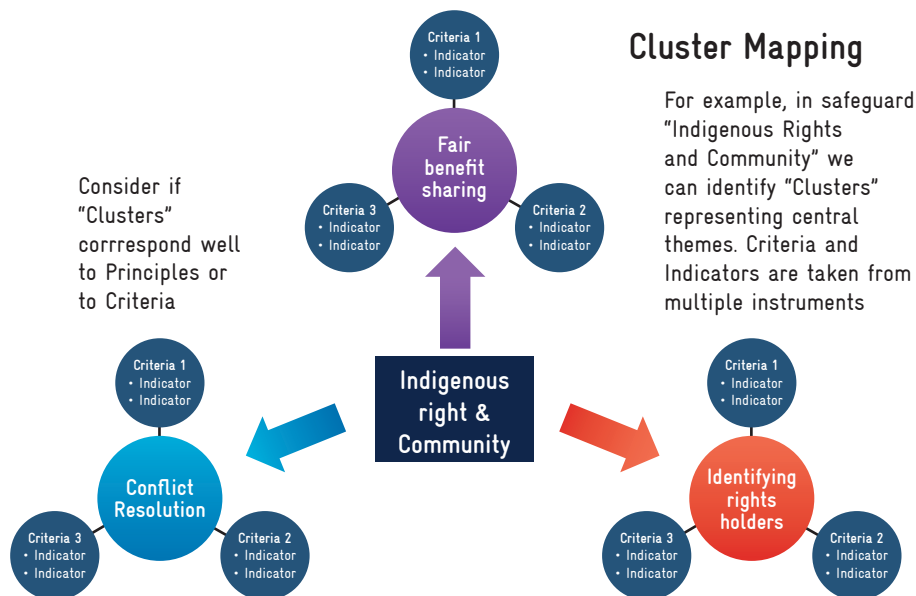 Cluster Mapping
For example, in safeguard
“Indigenous Rights
and Community” we
can identify “Clusters”
representing central
themes. Criteria and
Indicators are taken from
multiple instruments
Criteria 1
• Indicator
• Indicator
Fair
benefit
sharing
Criteria 3
• Indicator
• Indicator
Criteria 2
• Indicator
• Indicator
Consider if
“Clusters”
corrrespond well
to Principles or
to Criteria
Indigenous
right &
Community
Criteria 1
• Indicator
• Indicator
Conflict
Resolution
Criteria 3
• Indicator
• Indicator
Criteria 2
• Indicator
• Indicator
Criteria 1
• Indicator
• Indicator
Identifying
rights
holders
Criteria 3
• Indicator
• Indicator
Criteria 2
• Indicator
• Indicator